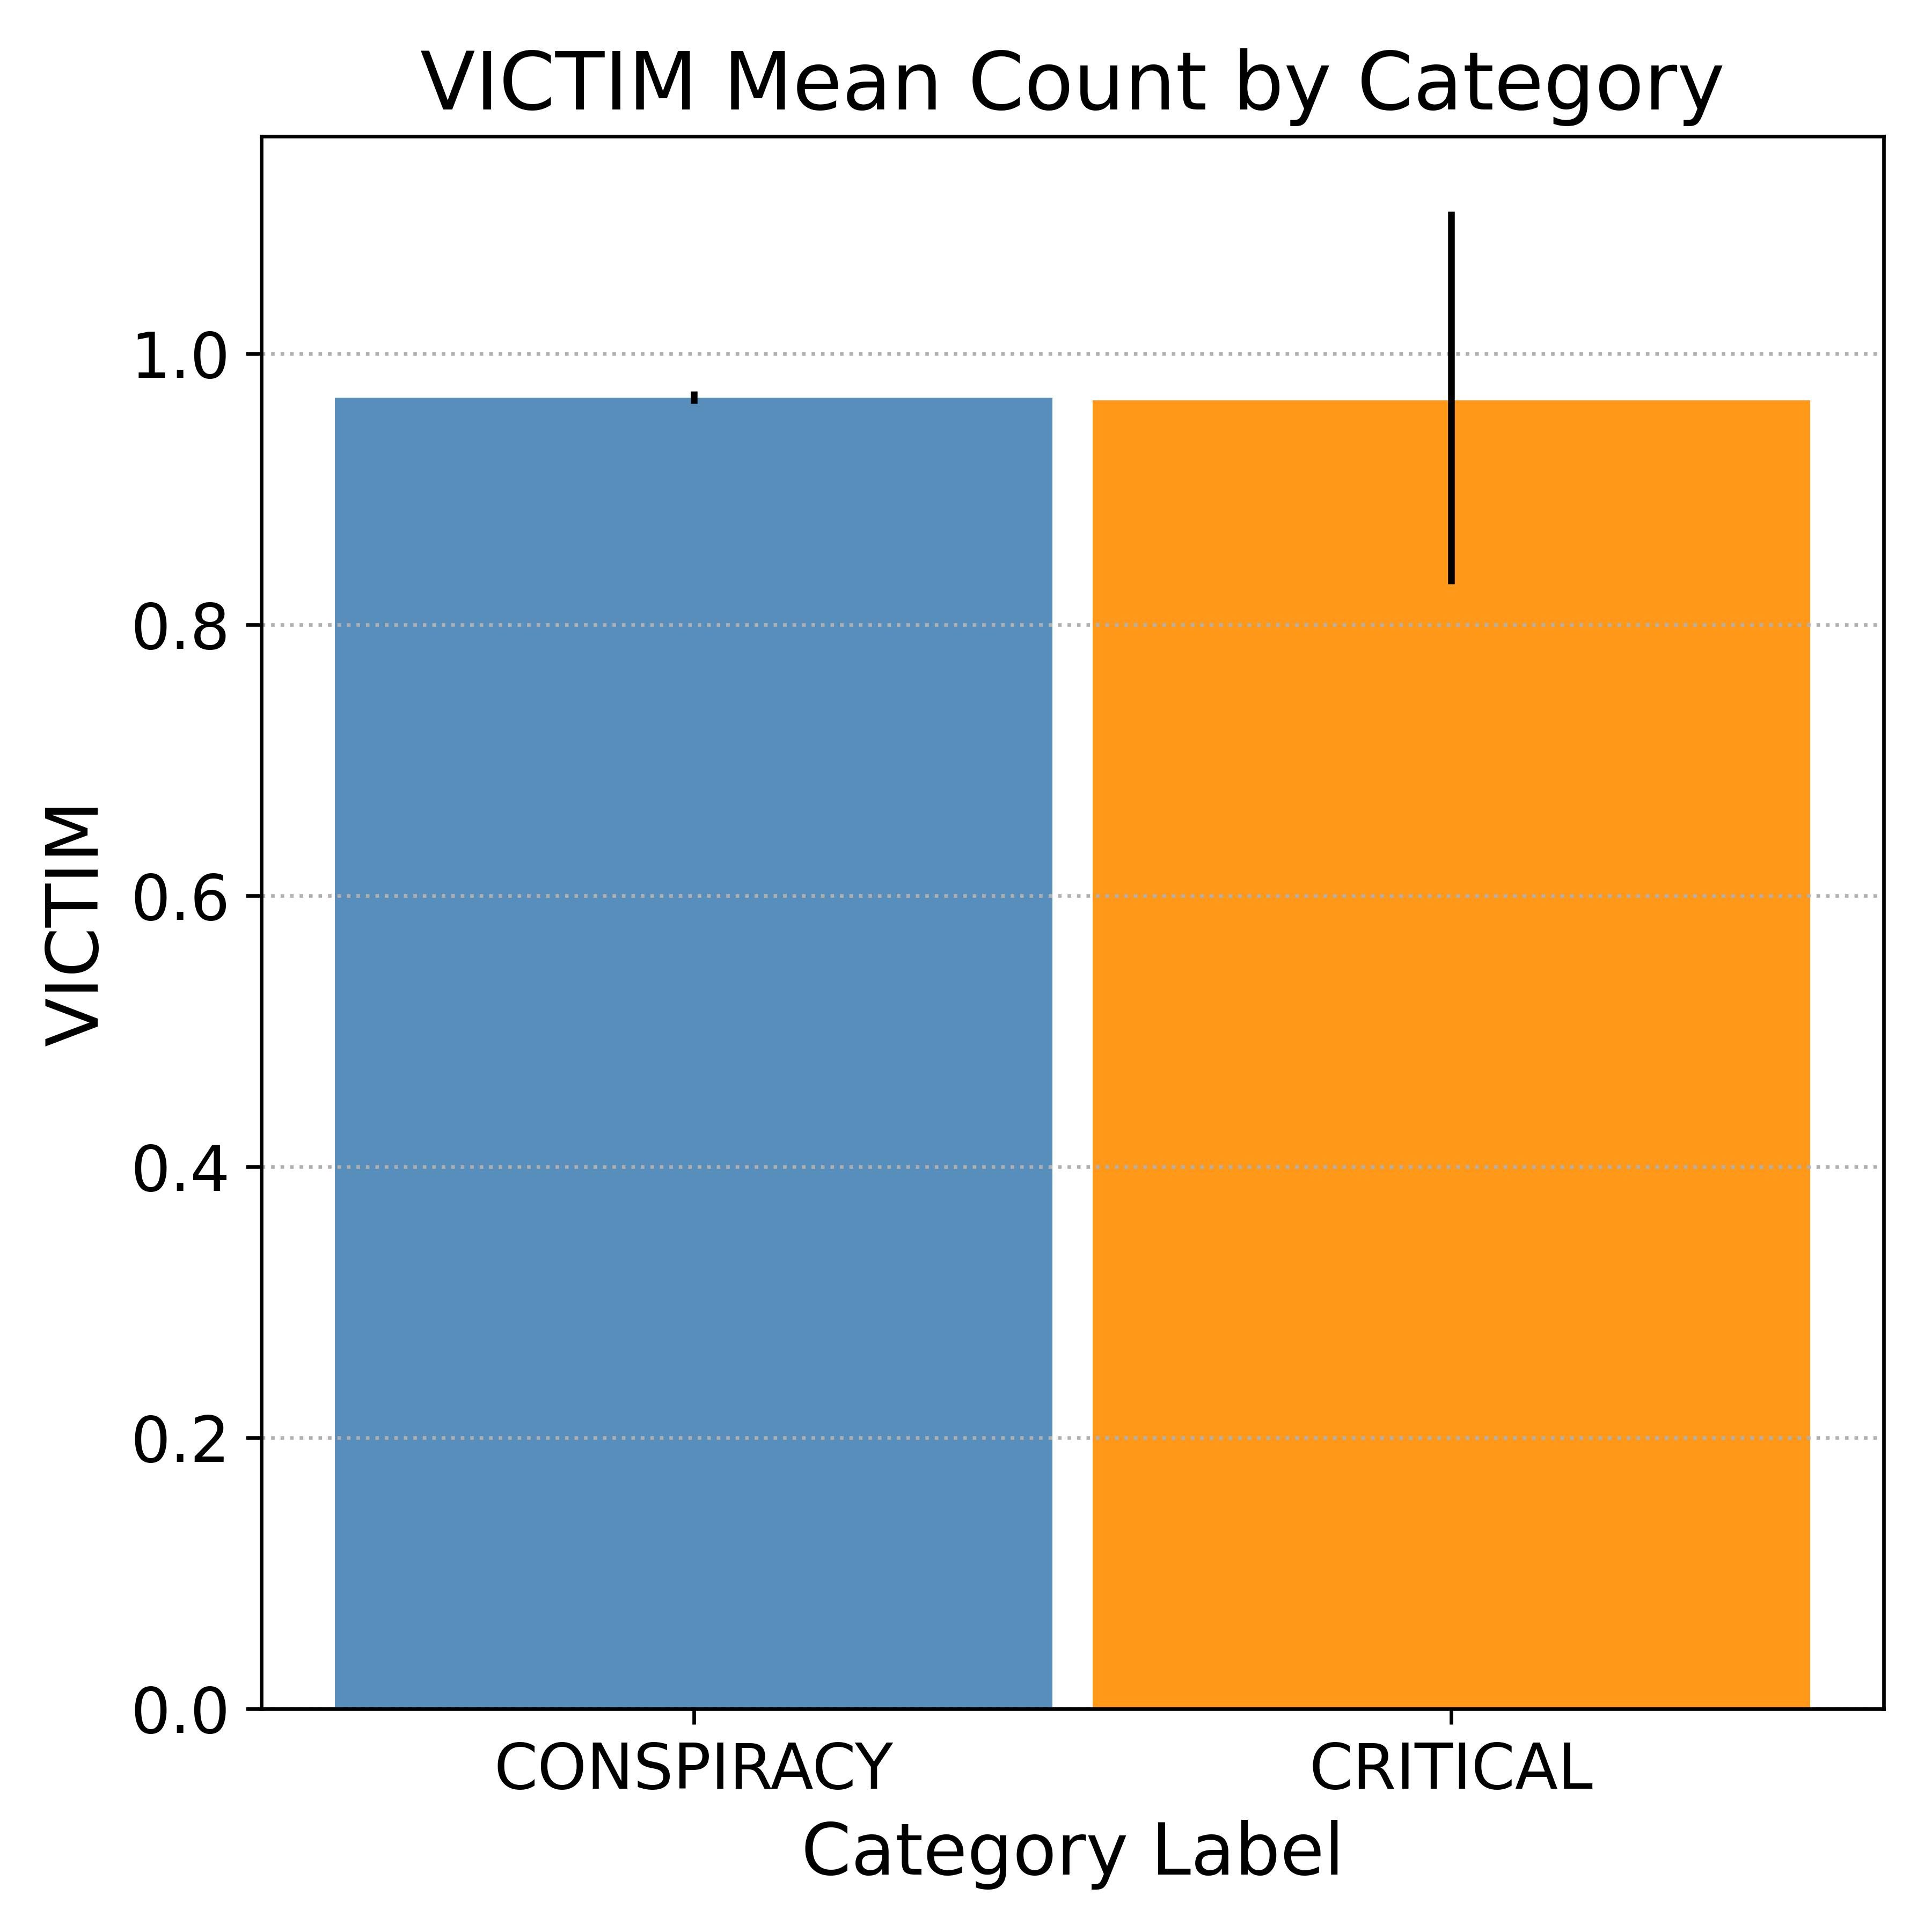 VICTIM Mean Count by Category
VICTIM
1.0
0.8
0.6
0.4
0.2
0.0
CONSPIRACY
CRITICAL
Category Label